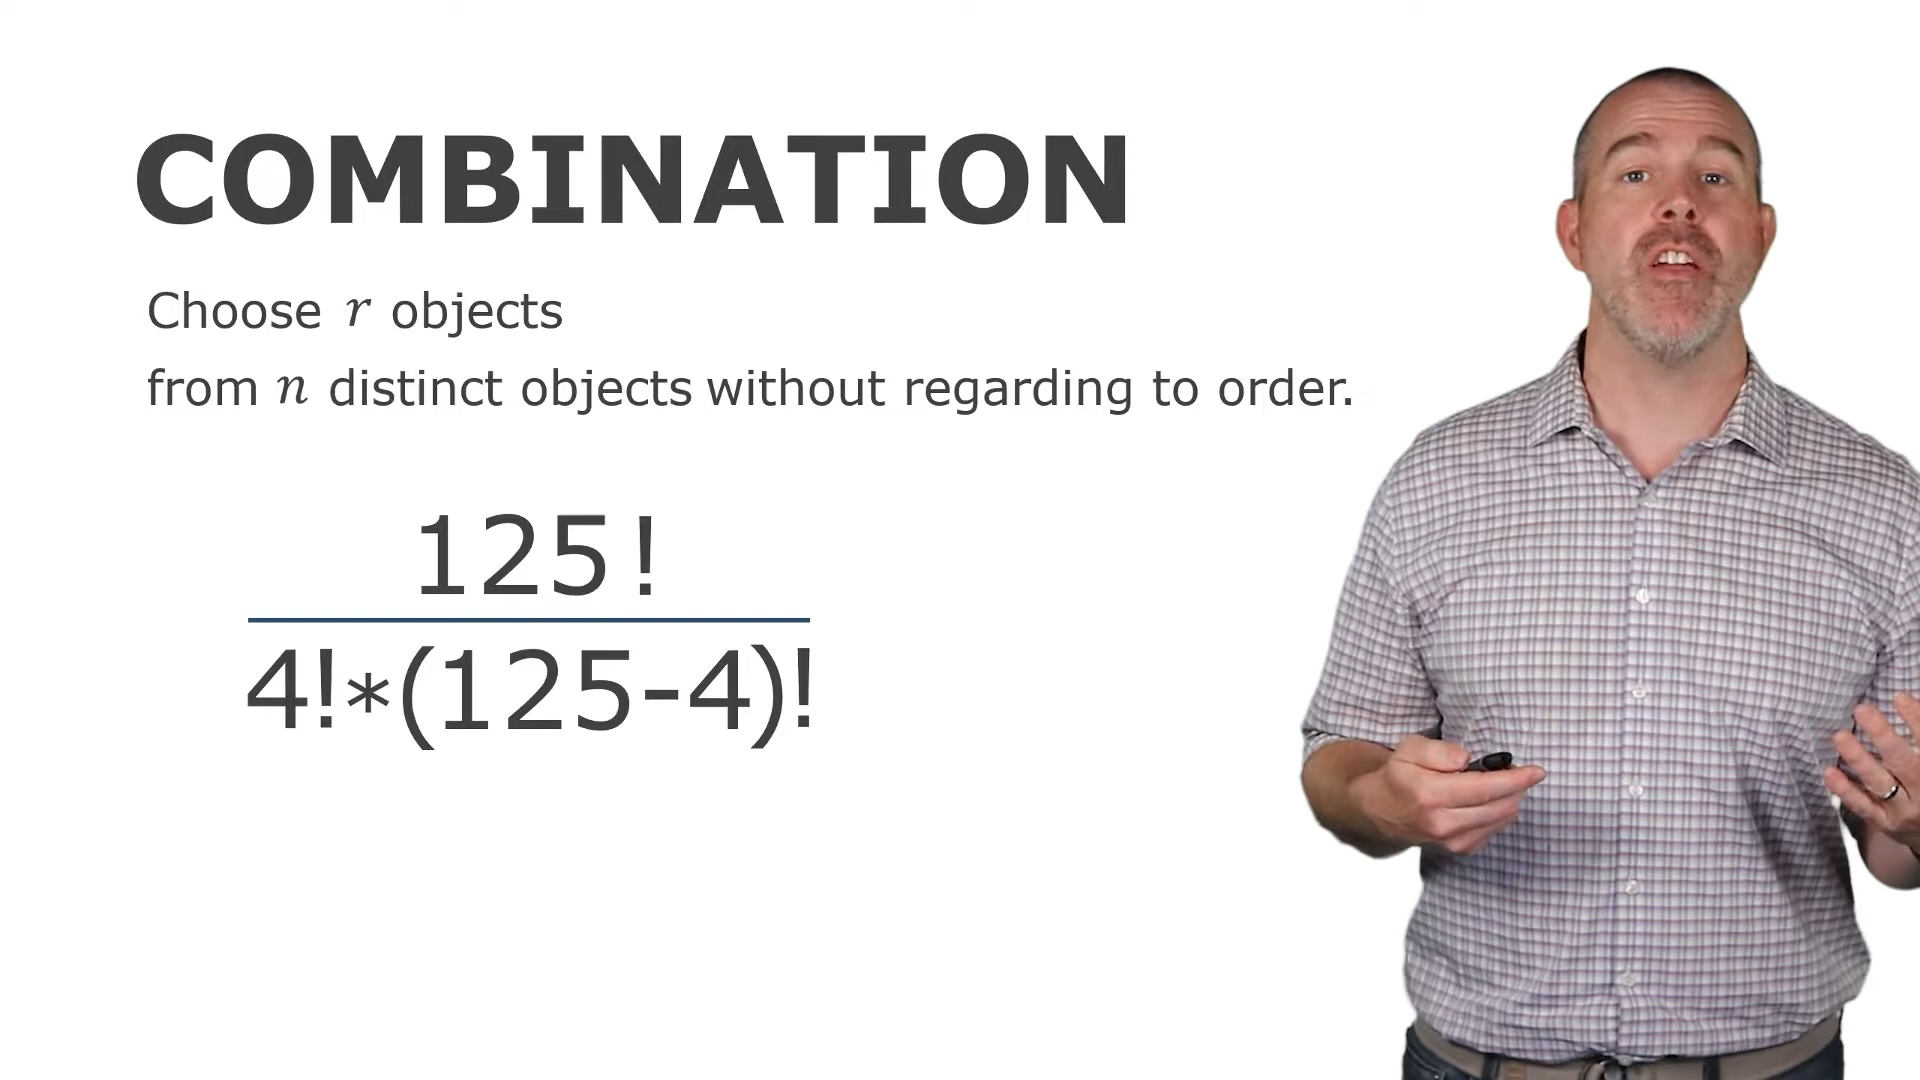 COMBINATION
Choose r objects
from n distinct objects without regarding to order.
125!
4!*(125-4)!